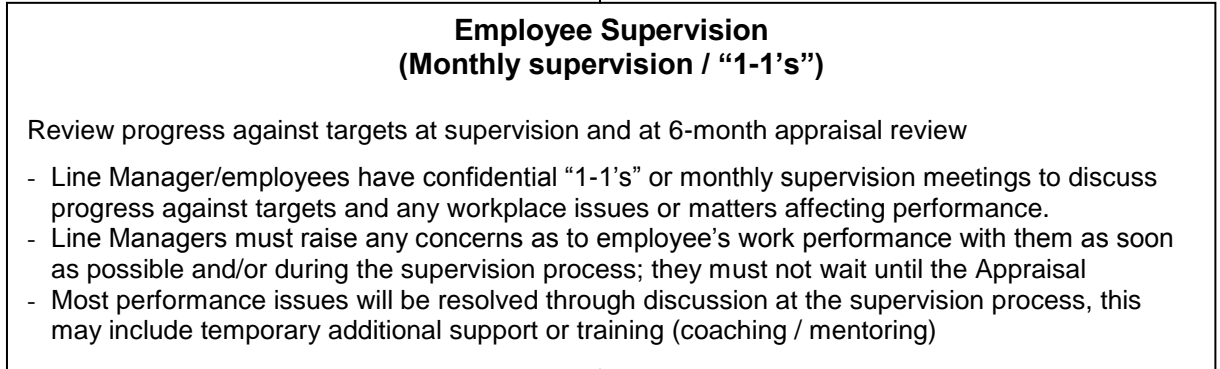 Employee Supervision
(Monthly supervision / “1-1’s”)
Review progress against targets at supervision and at 6-month appraisal review
- Line Manager/employees have confidential “1-1’s” or monthly supervision meetings to discuss
progress against targets and any workplace issues or matters affecting performance.
- Line Managers must raise any concerns as to employee’s work performance with them as soon
as possible and/or during the supervision process; they must not wait until the Appraisal
- Most performance issues will be resolved through discussion at the supervision process, this
may include temporary additional support or training (coaching / mentoring)